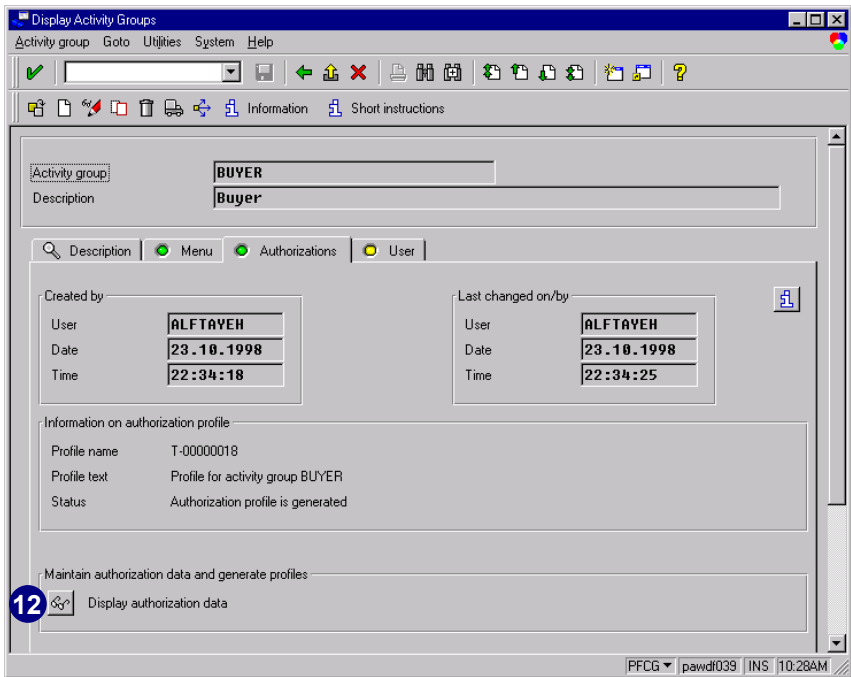 Display Activity Groups
Activity group Goto Utilities System Help
Information Short instructions
Activity group BUYER
Description Buyer
Description Menu Authorizations User
Created by Last changed on/by
User ALFTAYEH User ALFTAYEH
Date 23.10.1998 Date 23.10.1998
Time 22:34:18 Time 22:34:25
Information on authorization profile
Profile name T-00000018
Profile text Profile for activity group BUYER
Status Authorization profile is generated
Maintain authorization data and generate profiles
12 Display authorization data
PFCG pawdf039 INS 10:28AM